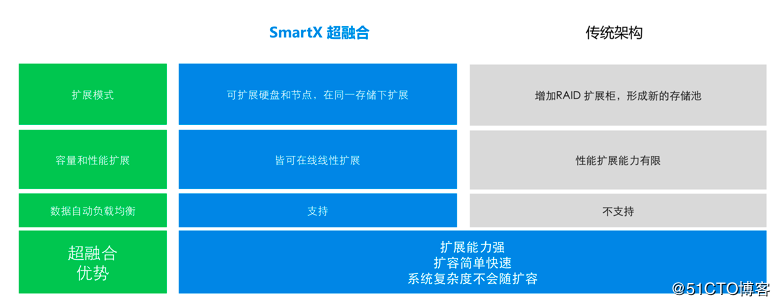 SmartX 超融合
传统架构
扩展模式
可扩展硬盘和节点，在同一存储下扩展
增加RAID 扩展柜，形成新的存储池
容量和性能扩展
皆可在线线性扩展
性能扩展能力有限
数据自动负载均衡
支持
不支持
超融合
优势
扩展能力强
扩容简单快速
系统复杂度不会随扩容
@51CTO博客